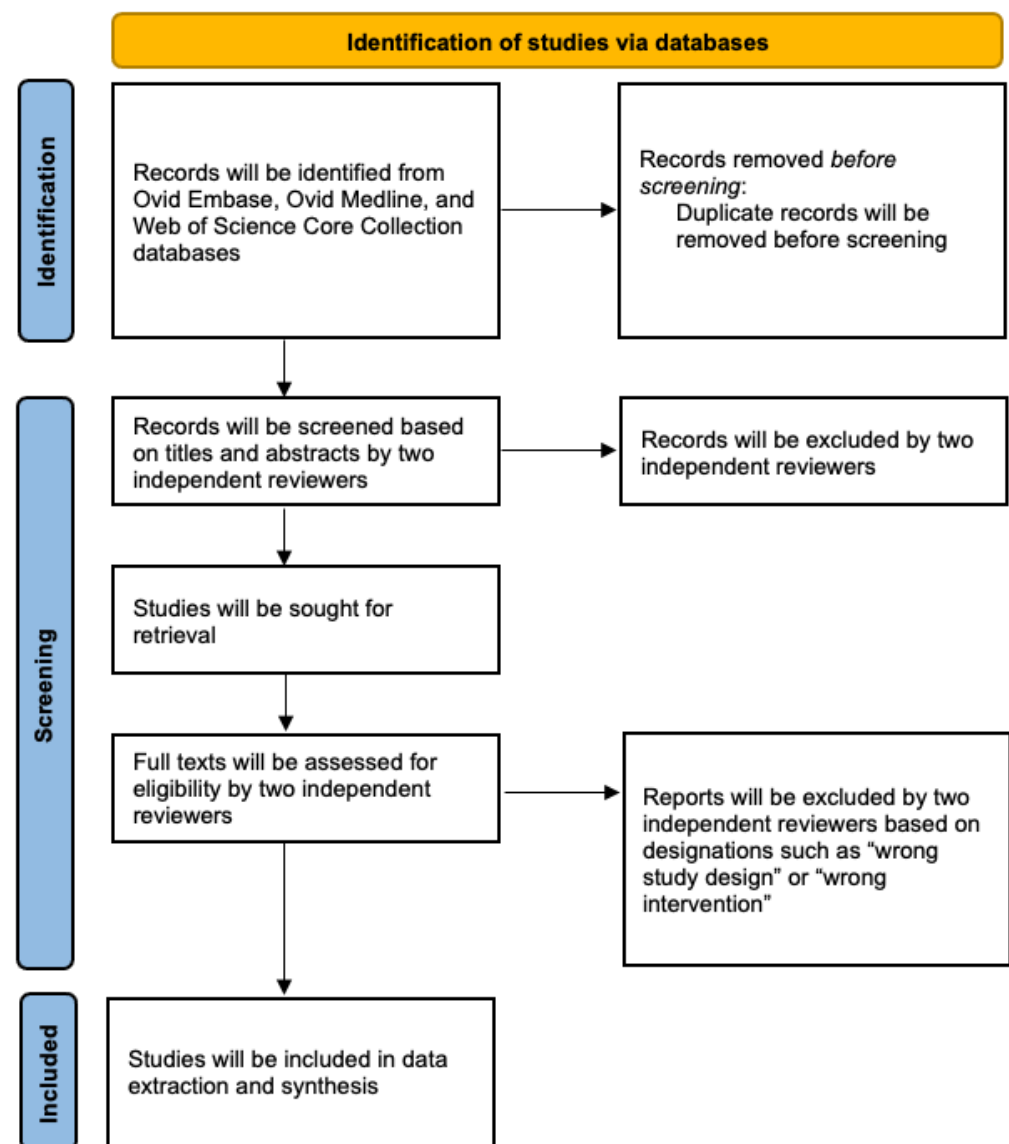 Identification of studies via databases
Identification
Records will be identified from
Ovid Embase, Ovid Medline, and
Web of Science Core Collection
databases
Records removed before
screening:
Duplicate records will be
removed before screening
Screening
Records will be screened based
on titles and abstracts by two
independent reviewers
Records will be excluded by two
independent reviewers
Studies will be sought for
retrieval
Full texts will be assessed for
eligibility by two independent
reviewers
Reports will be excluded by two
independent reviewers based on
designations such as “wrong
study design” or “wrong
intervention”
Included
Studies will be included in data
extraction and synthesis